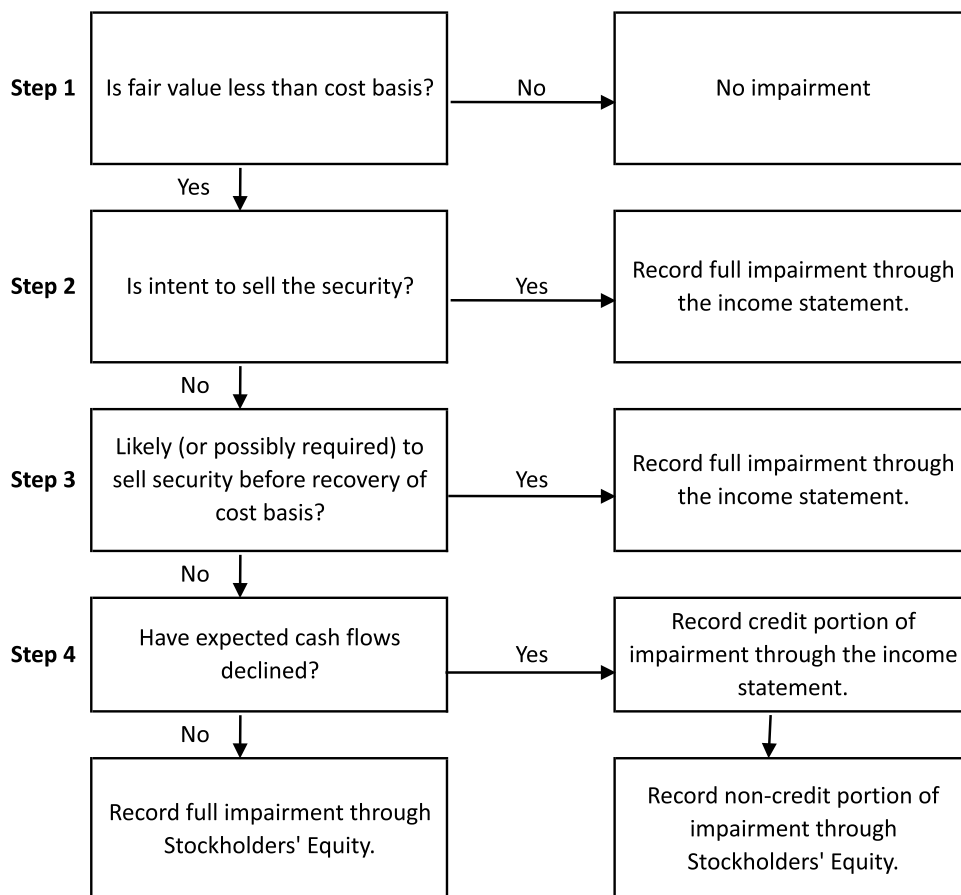 Step 1
Is fair value less than cost basis?
No
No impairment
Yes
Step 2
Is intent to sell the security?
Yes
Record full impairment through
the income statement.
No
Step 3
Likely (or possibly required) to
sell security before recovery of
cost basis?
Yes
Record full impairment through
the income statement.
No
Step 4
Have expected cash flows
declined?
Yes
Record credit portion of
impairment through the income
statement.
No
Record full impairment through
Stockholders' Equity.
Record non-credit portion of
impairment through
Stockholders' Equity.